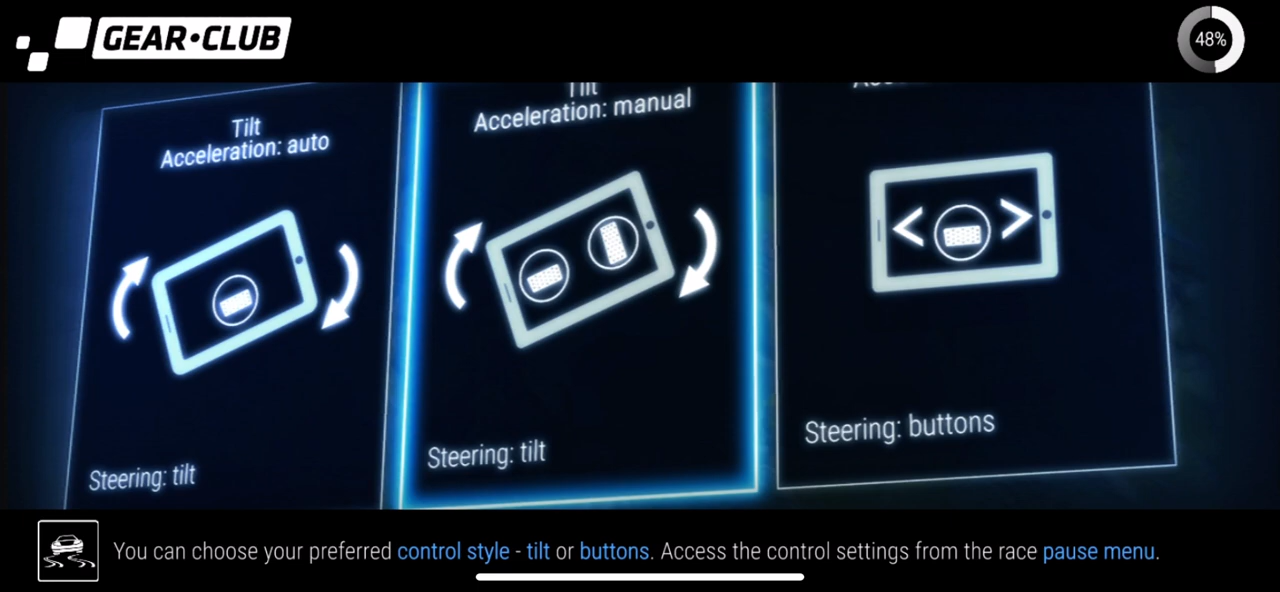 GEAR•CLUB
48%
Tilt
Acceleration: auto
Steering: tilt
Tilt
Acceleration: manual
Steering: tilt
Steering: buttons
You can choose your preferred control style - tilt or buttons. Access the control settings from the race pause menu.